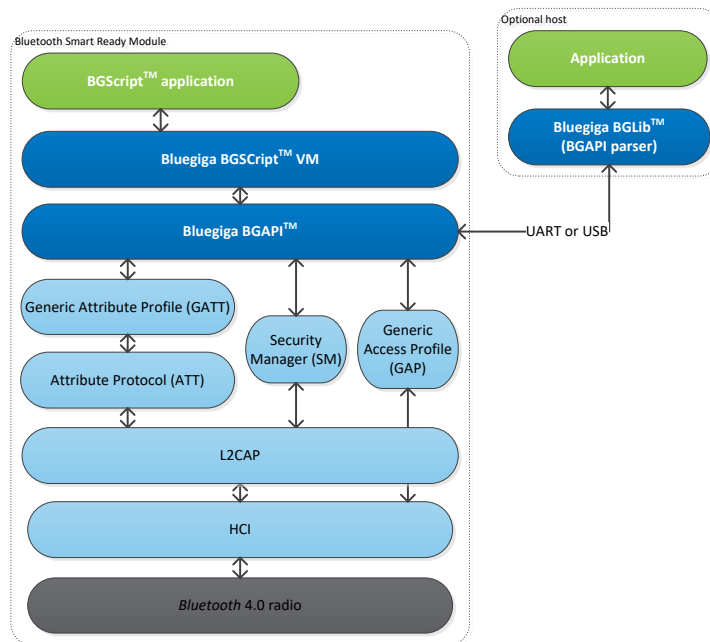 Bluetooth Smart Ready Module
BGScript™ application
Bluegiga BGSCript™ VM
Bluegiga BGAPI™
Generic Attribute Profile (GATT)
Attribute Protocol (ATT)
Security
Manager (SM)
Generic
Access Profile
(GAP)
L2CAP
HCI
Bluetooth 4.0 radio
Optional host
Application
Bluegiga BGLib™
(BGAPI parser)
UART or USB